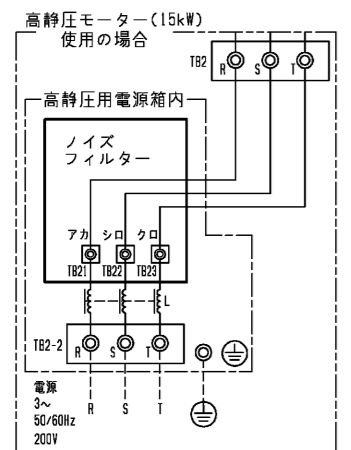 高静圧モーター(15kW)
使用の場合
TB2
R S T
高静圧用電源箱内
ノイズ
フィルター
アカ シロ クロ
TB21 TB22 TB23
L
TB2-2
R S T
電源
3~
50/60Hz
200V
R S T